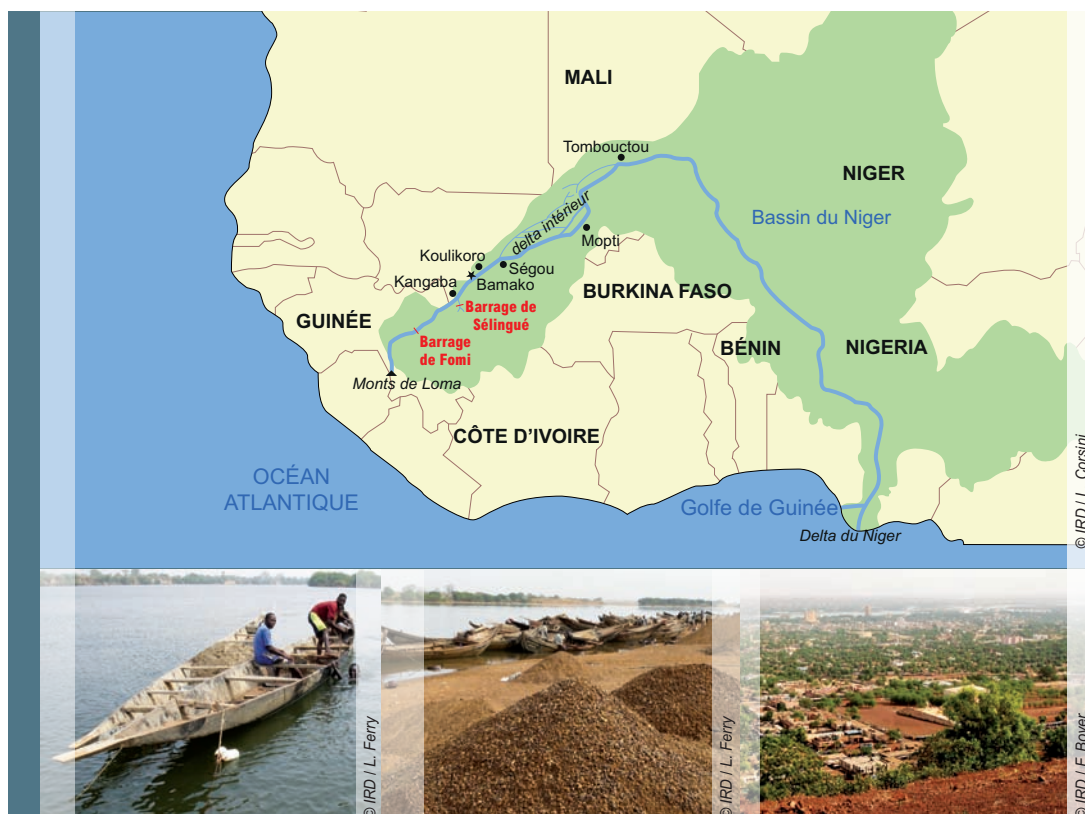 MALI
Tombouctou
NIGER
Bassin du Niger
delta intérieur
Mopti
Koulikoro
Ségou
Kangaba
Bamako
BURKINA FASO
Barrage de
Sélingué
GUINÉE
Barrage
de Fomi
BÉNIN
NIGERIA
Monts de Loma
CÔTE D'IVOIRE
OCÉAN
ATLANTIQUE
Golfe de Guinée
Delta du Niger
© IRD / L. Corsini
© IRD / L. Ferry
© IRD / L. Ferry
© IRD / F. Boyer